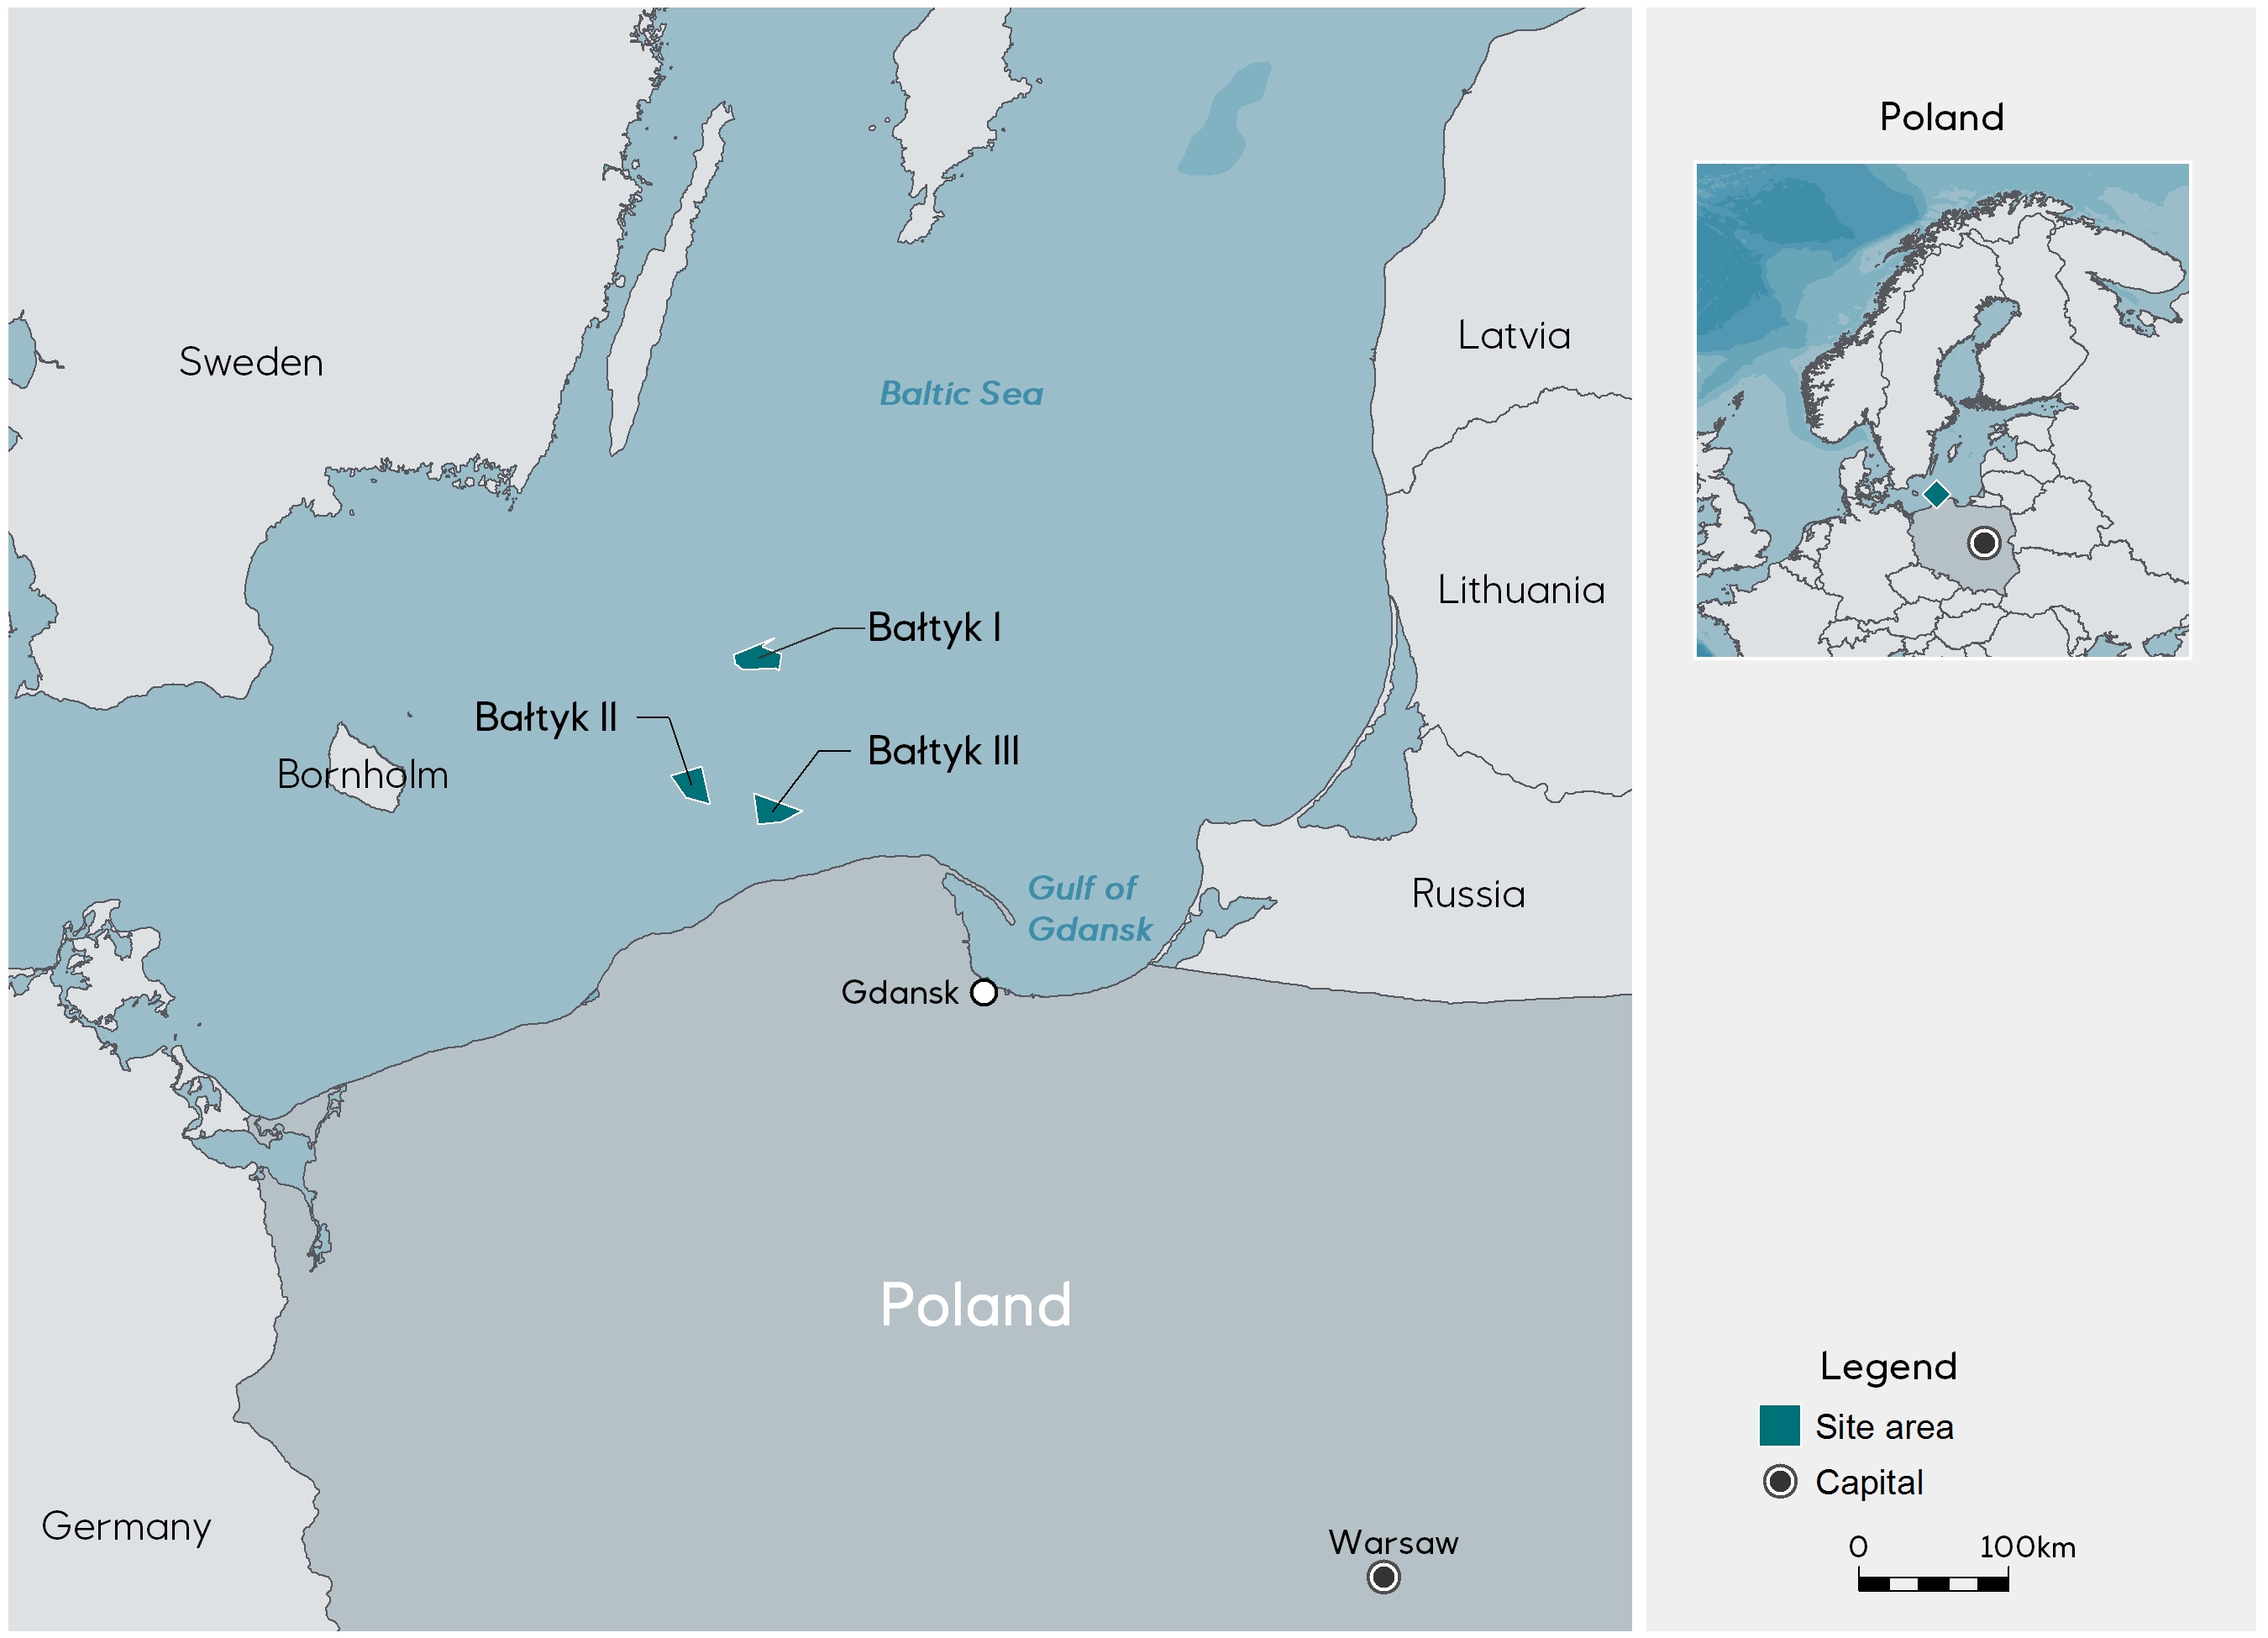 Sweden
Latvia
Baltic Sea
Lithuania
Bałtyk I
Bałtyk II
Bałtyk III
Bornholm
Gulf of
Gdansk
Russia
Gdansk
Poland
Germany
Warsaw
Poland
Legend
Site area
Capital
0 100km